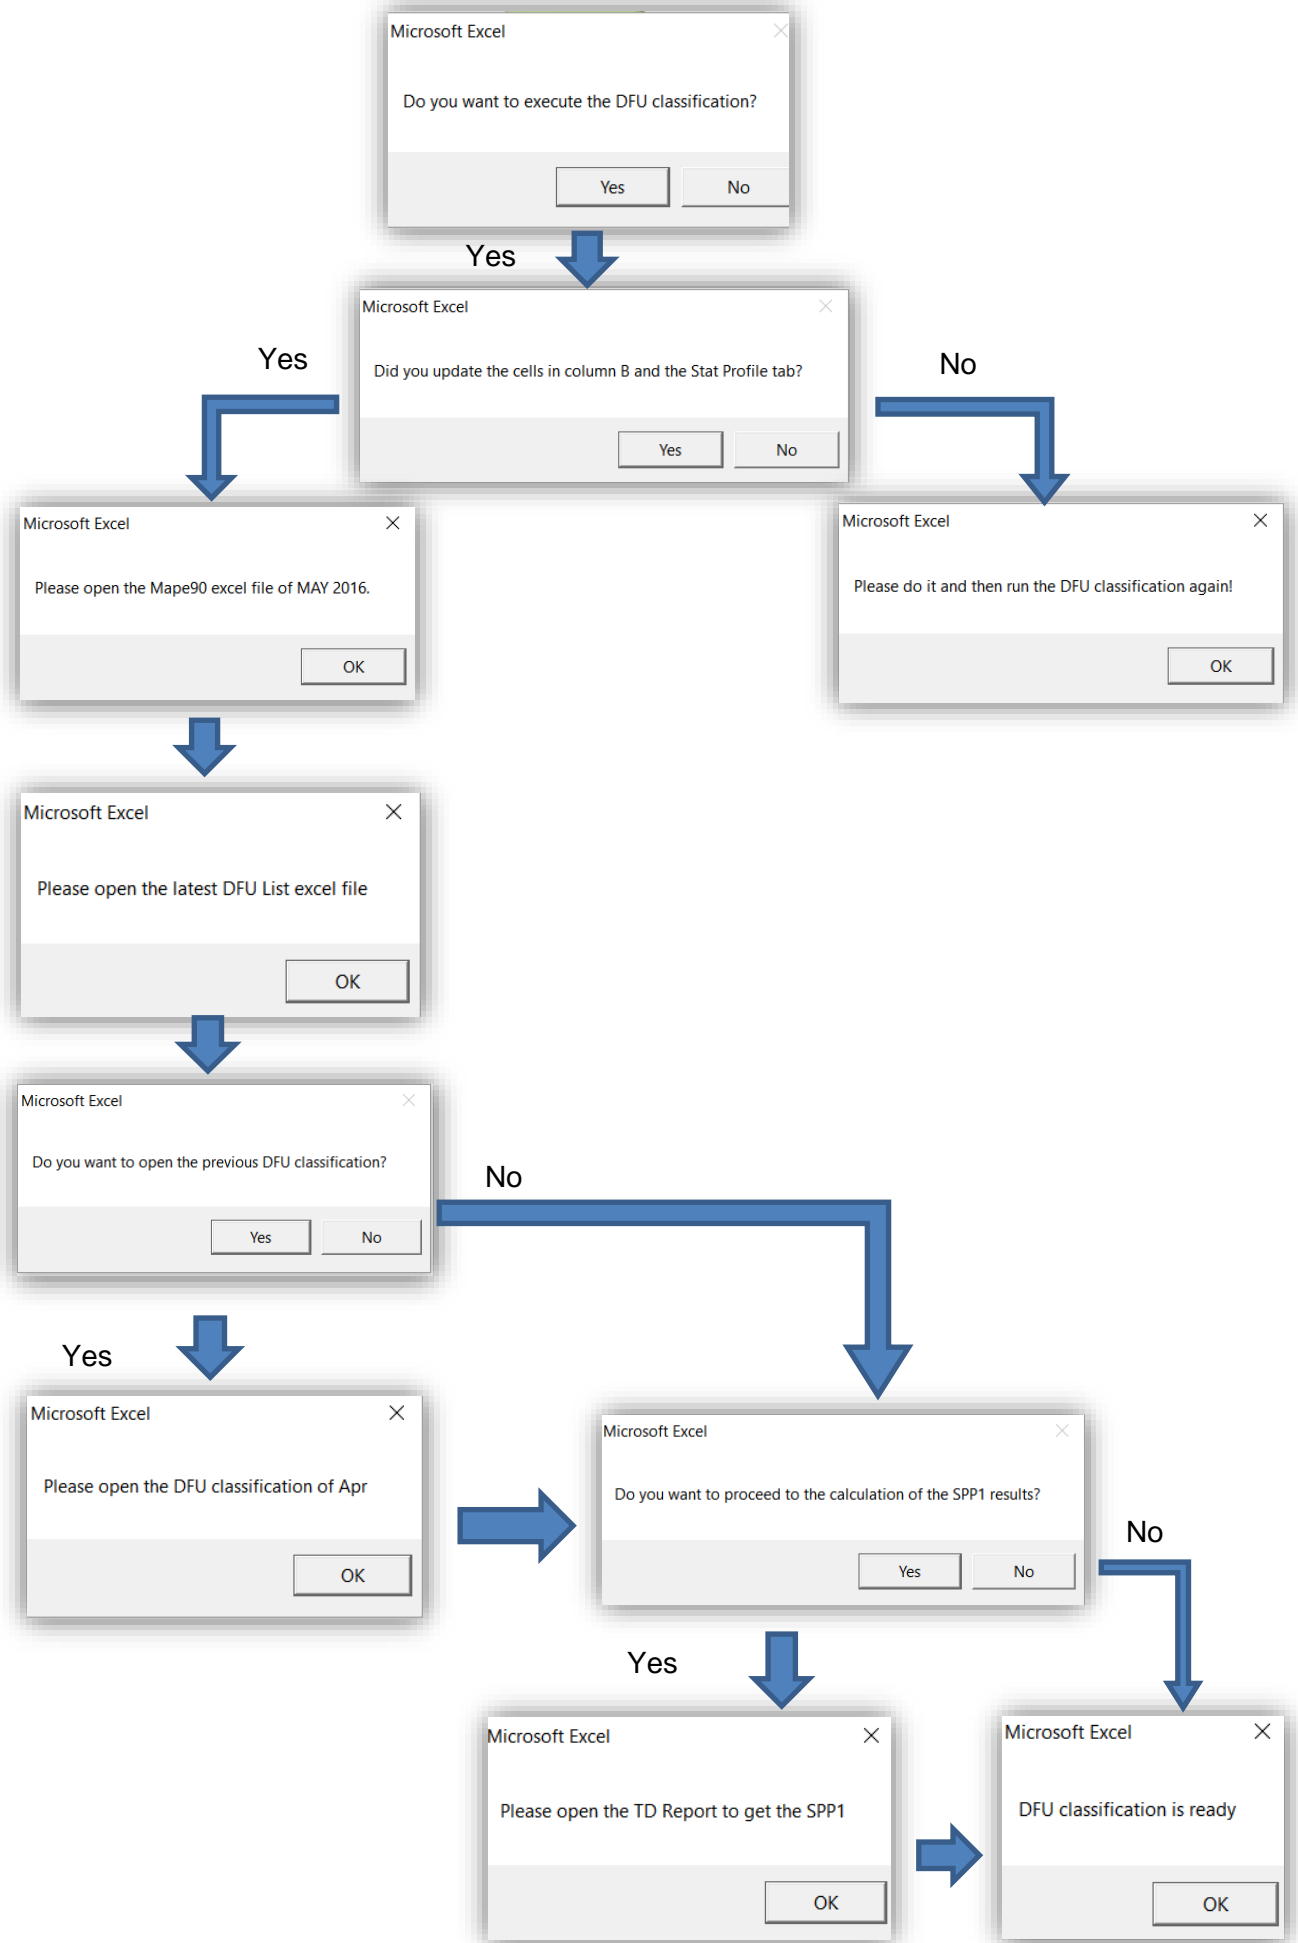 Microsoft Excel
Do you want to execute the DFU classification?
Yes No
Yes
Microsoft Excel
Did you update the cells in column B and the Stat Profile tab?
Yes No
Yes
No
Microsoft Excel
Please open the Mape90 excel file of MAY 2016.
OK
Microsoft Excel
Please do it and then run the DFU classification again!
OK
Microsoft Excel
Please open the latest DFU List excel file
OK
Microsoft Excel
Do you want to open the previous DFU classification?
Yes No
No
Yes
Microsoft Excel
Please open the DFU classification of Apr
OK
Microsoft Excel
Do you want to proceed to the calculation of the SPP1 results?
Yes No
No
Yes
Microsoft Excel
Please open the TD Report to get the SPP1
OK
Microsoft Excel
DFU classification is ready
OK